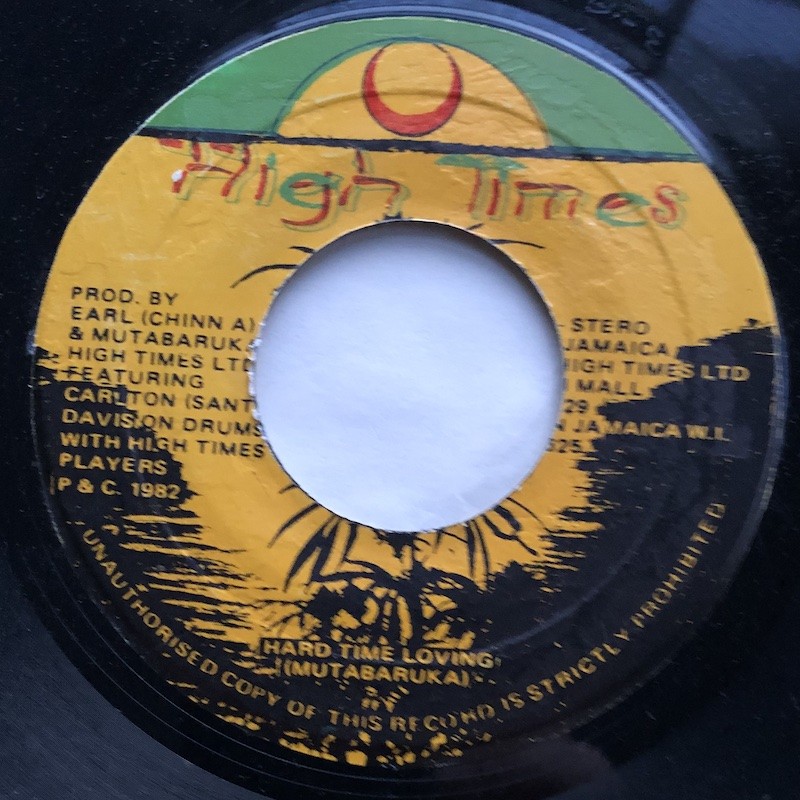 High Times
PROD. BY
EARL (CHINN A)
& MUTABARUKA
HIGH TIMES LTD
FEATURING
CARLTON (SANT
DAVISION DRUMS
WITH HIGH TIMES
PLAYERS
P & C. 1982
STERO
JAMAICA
HIGH TIMES LTD
MALL
29
N JAMAICA W.I.
625
HARD TIME LOVING
(MUTABARUKA)
BY
UNAUTHORISED COPY OF THIS RECORD IS STRICTLY PROHIBITED